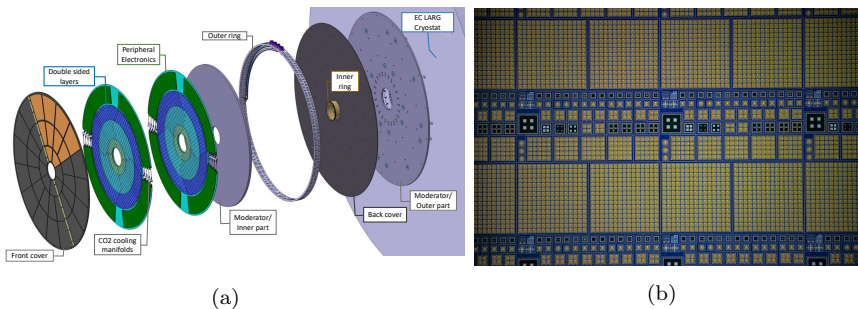 EC LARG
Cryostat
Outer ring
Peripheral
Electronics
Double sided
layers
Inner
ring
Moderator/
Outer part
Back cover
Moderator/
Inner part
CO2 cooling
manifolds
Front cover
(a)
(b)